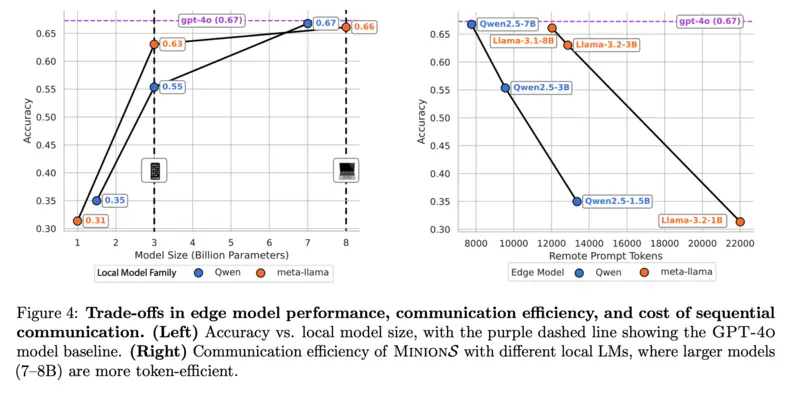 gpt-4o (0.67)
0.67
0.66
0.63
0.55
0.35
0.31
0.65
0.60
0.55
0.50
0.45
0.40
0.35
0.30
Accuracy
1 2 3 4 5 6 7 8
Model Size (Billion Parameters)
Local Model Family Qwen meta-llama
gpt-4o (0.67)
Qwen2.5-7B
Llama-3.1-8B
Llama-3.2-3B
Qwen2.5-3B
Qwen2.5-1.5B
Llama-3.2-1B
0.65
0.60
0.55
0.50
0.45
0.40
0.35
0.30
Accuracy
8000 10000 12000 14000 16000 18000 20000 22000
Remote Prompt Tokens
Edge Model Qwen meta-llama
Figure 4: Trade-offs in edge model performance, communication efficiency, and cost of sequential
communication. (Left) Accuracy vs. local model size, with the purple dashed line showing the GPT-4o
model baseline. (Right) Communication efficiency of MinionS with different local LMs, where larger models
(7–8B) are more token-efficient.